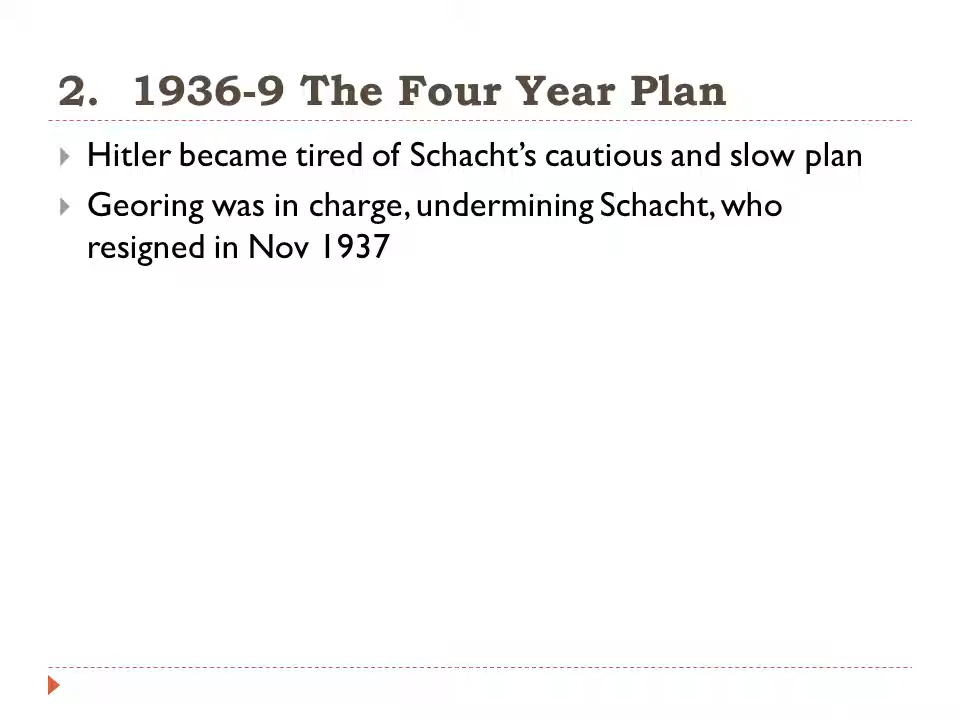 2. 1936-9 The Four Year Plan
Hitler became tired of Schacht’s cautious and slow plan
Georing was in charge, undermining Schacht, who
resigned in Nov 1937